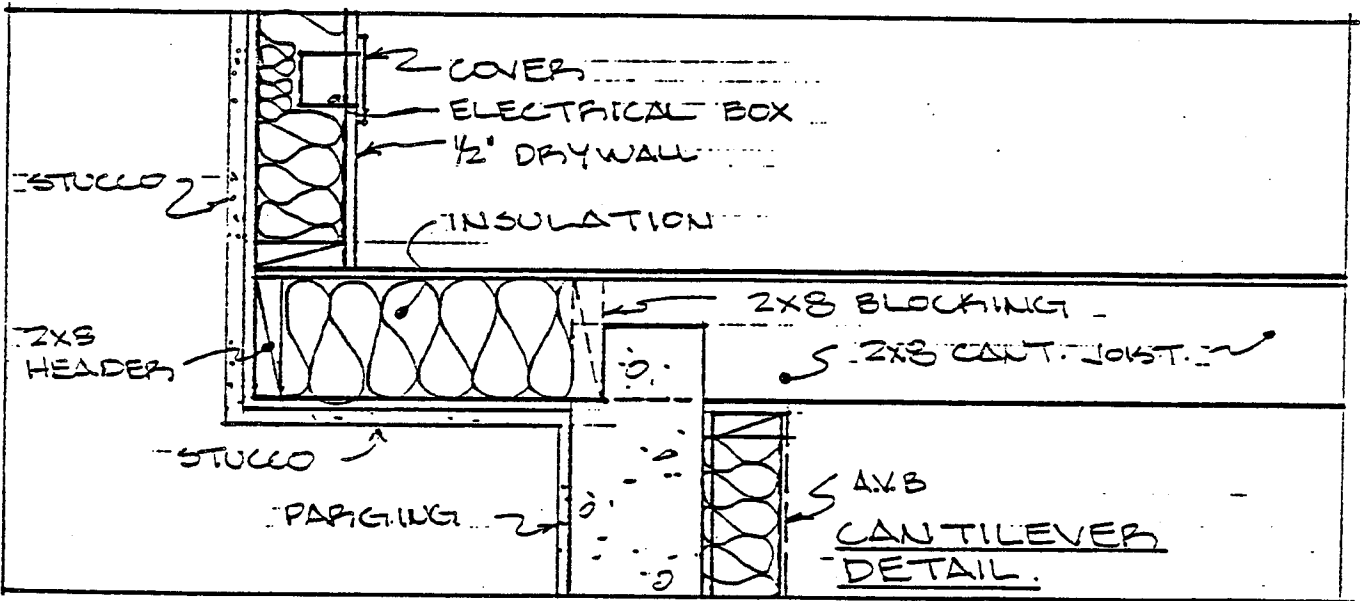 COVER
ELECTRICAL BOX
1/2" DRYWALL
STUCCO
INSULATION
2X8 BLOCKING
2X8
HEADER
2X8 CANT. JOIST.
STUCCO
A.V.B
PARGING
CANTILEVER
DETAIL.